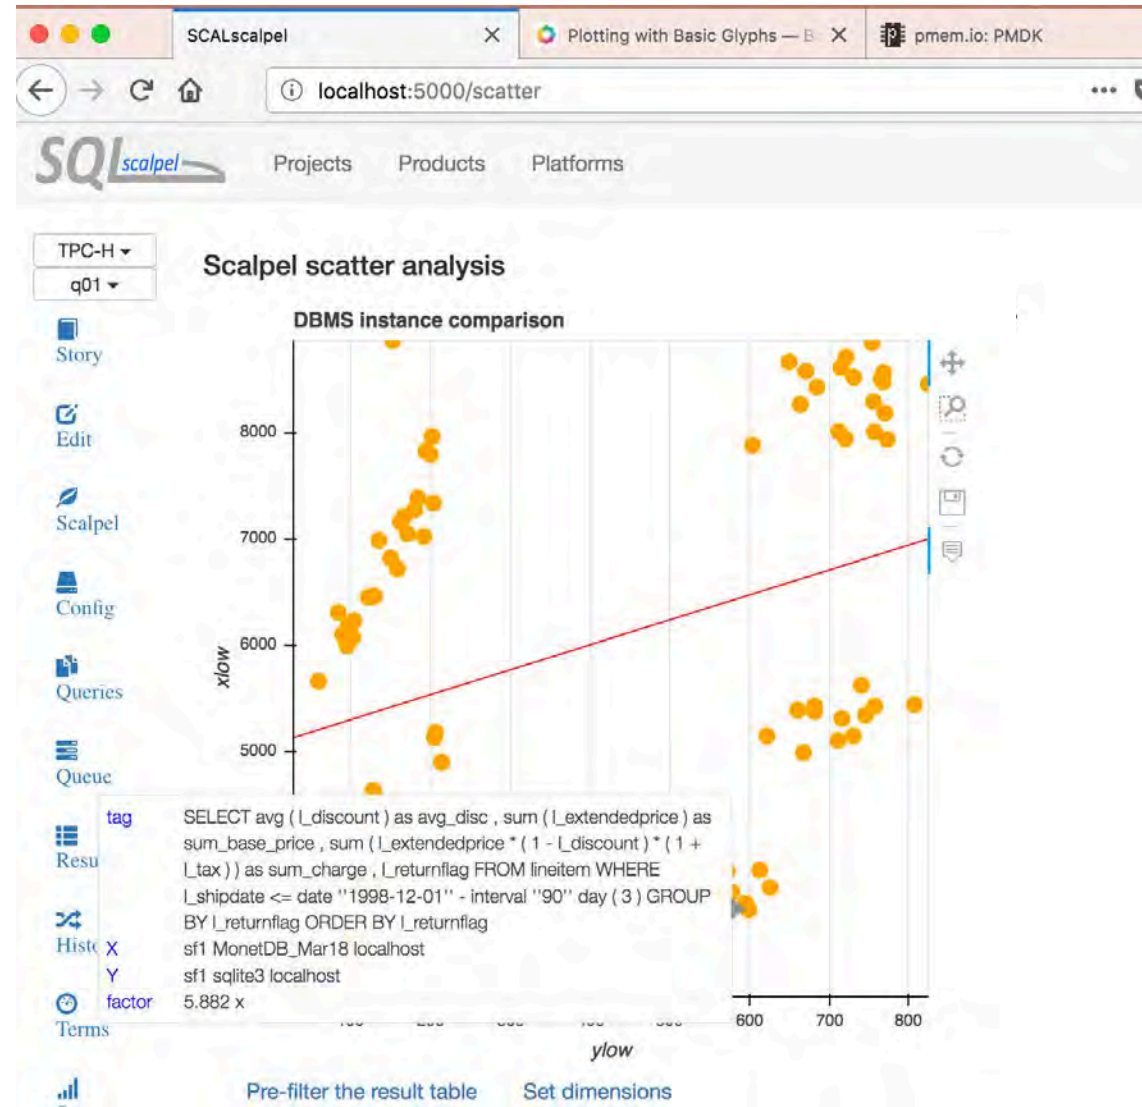 SCALscalpel
Plotting with Basic Glyphs — B
pmem.io: PMDK
localhost:5000/scatter
SQL scalpel
Projects Products Platforms
TPC-H
q01
Scalpel scatter analysis
DBMS instance comparison
Story
Edit
Scalpel
Config
Queries
Queue
Resu
Histo
Terms
8000
7000
6000
5000
xlow
tag SELECT avg ( l_discount ) as avg_disc , sum ( l_extendedprice ) as
sum_base_price , sum ( l_extendedprice * ( 1 - l_discount ) * ( 1 +
l_tax ) ) as sum_charge , l_returnflag FROM lineitem WHERE
l_shipdate <= date ''1998-12-01'' - interval ''90'' day ( 3 ) GROUP
BY l_returnflag ORDER BY l_returnflag
X sf1 MonetDB_Mar18 localhost
Y sf1 sqlite3 localhost
factor 5.882 x
600 700 800
ylow
Pre-filter the result table Set dimensions